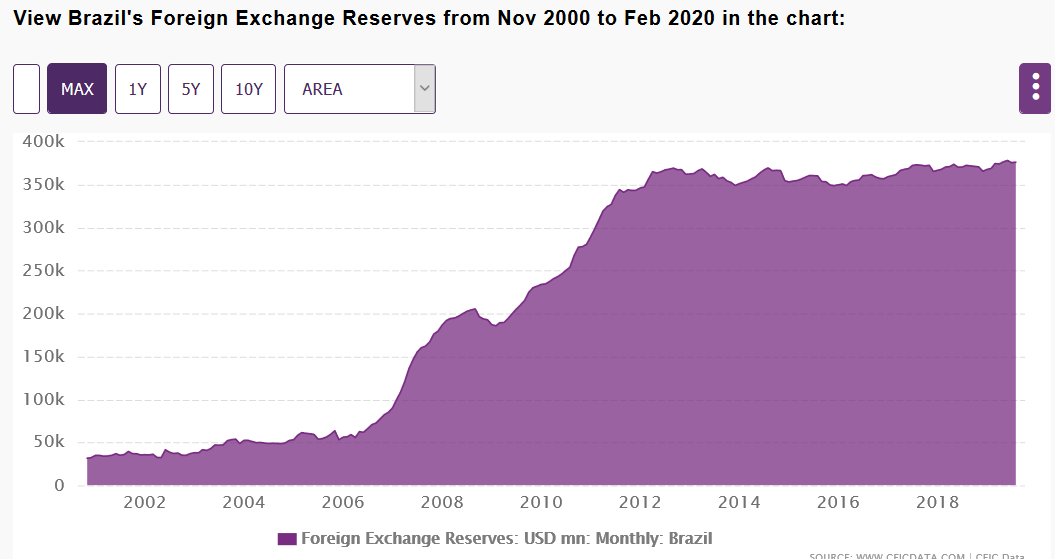 View Brazil's Foreign Exchange Reserves from Nov 2000 to Feb 2020 in the chart:
MAX 1Y 5Y 10Y AREA
400k
350k
300k
250k
200k
150k
100k
50k
0
2002 2004 2006 2008 2010 2012 2014 2016 2018
Foreign Exchange Reserves: USD mn: Monthly: Brazil
SOURCE: WWW.CEICDATA.COM | CEIC Data